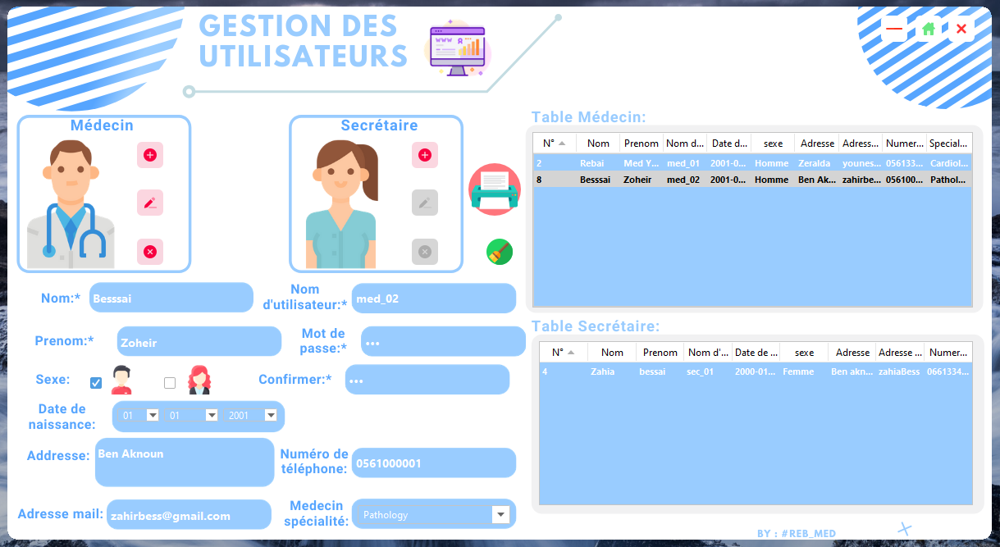 GESTION DES
UTILISATEURS
WWW
Médecin
Secrétaire
Nom:*
Besssai
Nom
d'utilisateur:*
med_02
Prenom:*
Zoheir
Mot de
passe:*
•••
Sexe:
Confirmer:*
•••
Date de
naissance:
01
01
2001
Addresse:
Ben Aknoun
Numéro de
téléphone:
0561000001
Adresse mail:
zahirbess@gmail.com
Medecin
spécialité:
Pathology
Table Médecin:
N° Nom Prenom Nom d... Date d... sexe Adresse Adress... Numer... Special...
2 Rebai Med Y... med_01 2001-0... Homme Zeralda younes... 056133... Cardiol...
8 Besssai Zoheir med_02 2001-0... Homme Ben Ak... zahirbe... 056100... Pathol...
Table Secrétaire:
N° Nom Prenom Nom d'... Date de ... sexe Adresse Adresse ... Numer...
4 Zahia bessai sec_01 2000-01... Femme Ben akn... zahiaBess 0661334...
BY : #REB_MED